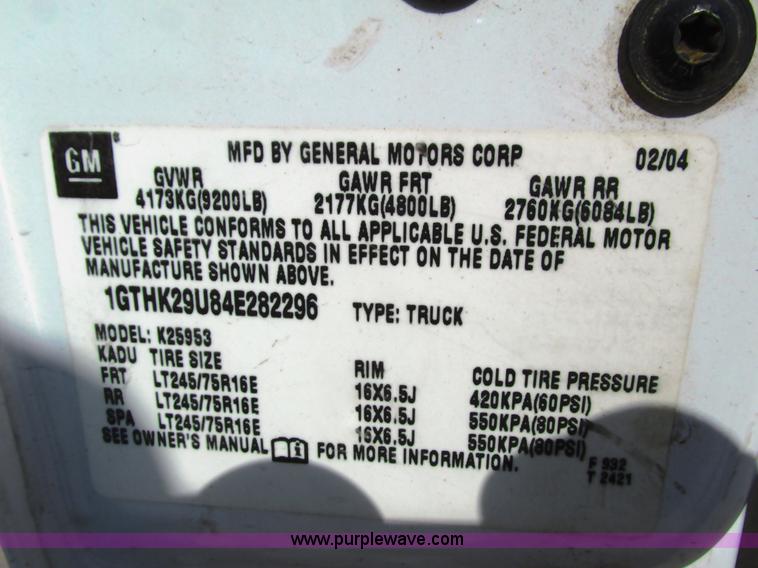 GM
MFD BY GENERAL MOTORS CORP 02/04
GVWR GAWR FRT GAWR RR
4173KG(9200LB) 2177KG(4800LB) 2760KG(6084LB)
THIS VEHICLE CONFORMS TO ALL APPLICABLE U.S. FEDERAL MOTOR
VEHICLE SAFETY STANDARDS IN EFFECT ON THE DATE OF
MANUFACTURE SHOWN ABOVE.
1GTHK29U84E282296 TYPE: TRUCK
MODEL: K25953
KADU TIRE SIZE RIM COLD TIRE PRESSURE
FRT LT245/75R16E 16X6.5J 420KPA(60PSI)
RR LT245/75R16E 16X6.5J 550KPA(80PSI)
SPA LT245/75R16E 16X6.5J 550KPA(80PSI)
SEE OWNER'S MANUAL FOR MORE INFORMATION.
F 932
T 2421
www.purplewave.com